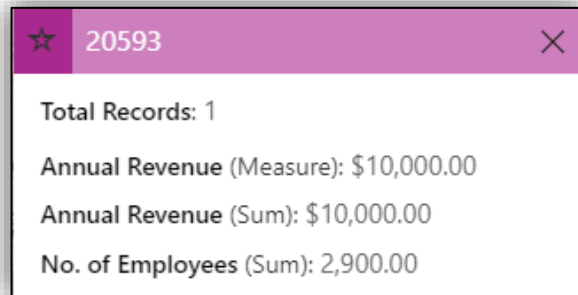 20593
Total Records: 1
Annual Revenue (Measure): $10,000.00
Annual Revenue (Sum): $10,000.00
No. of Employees (Sum): 2,900.00